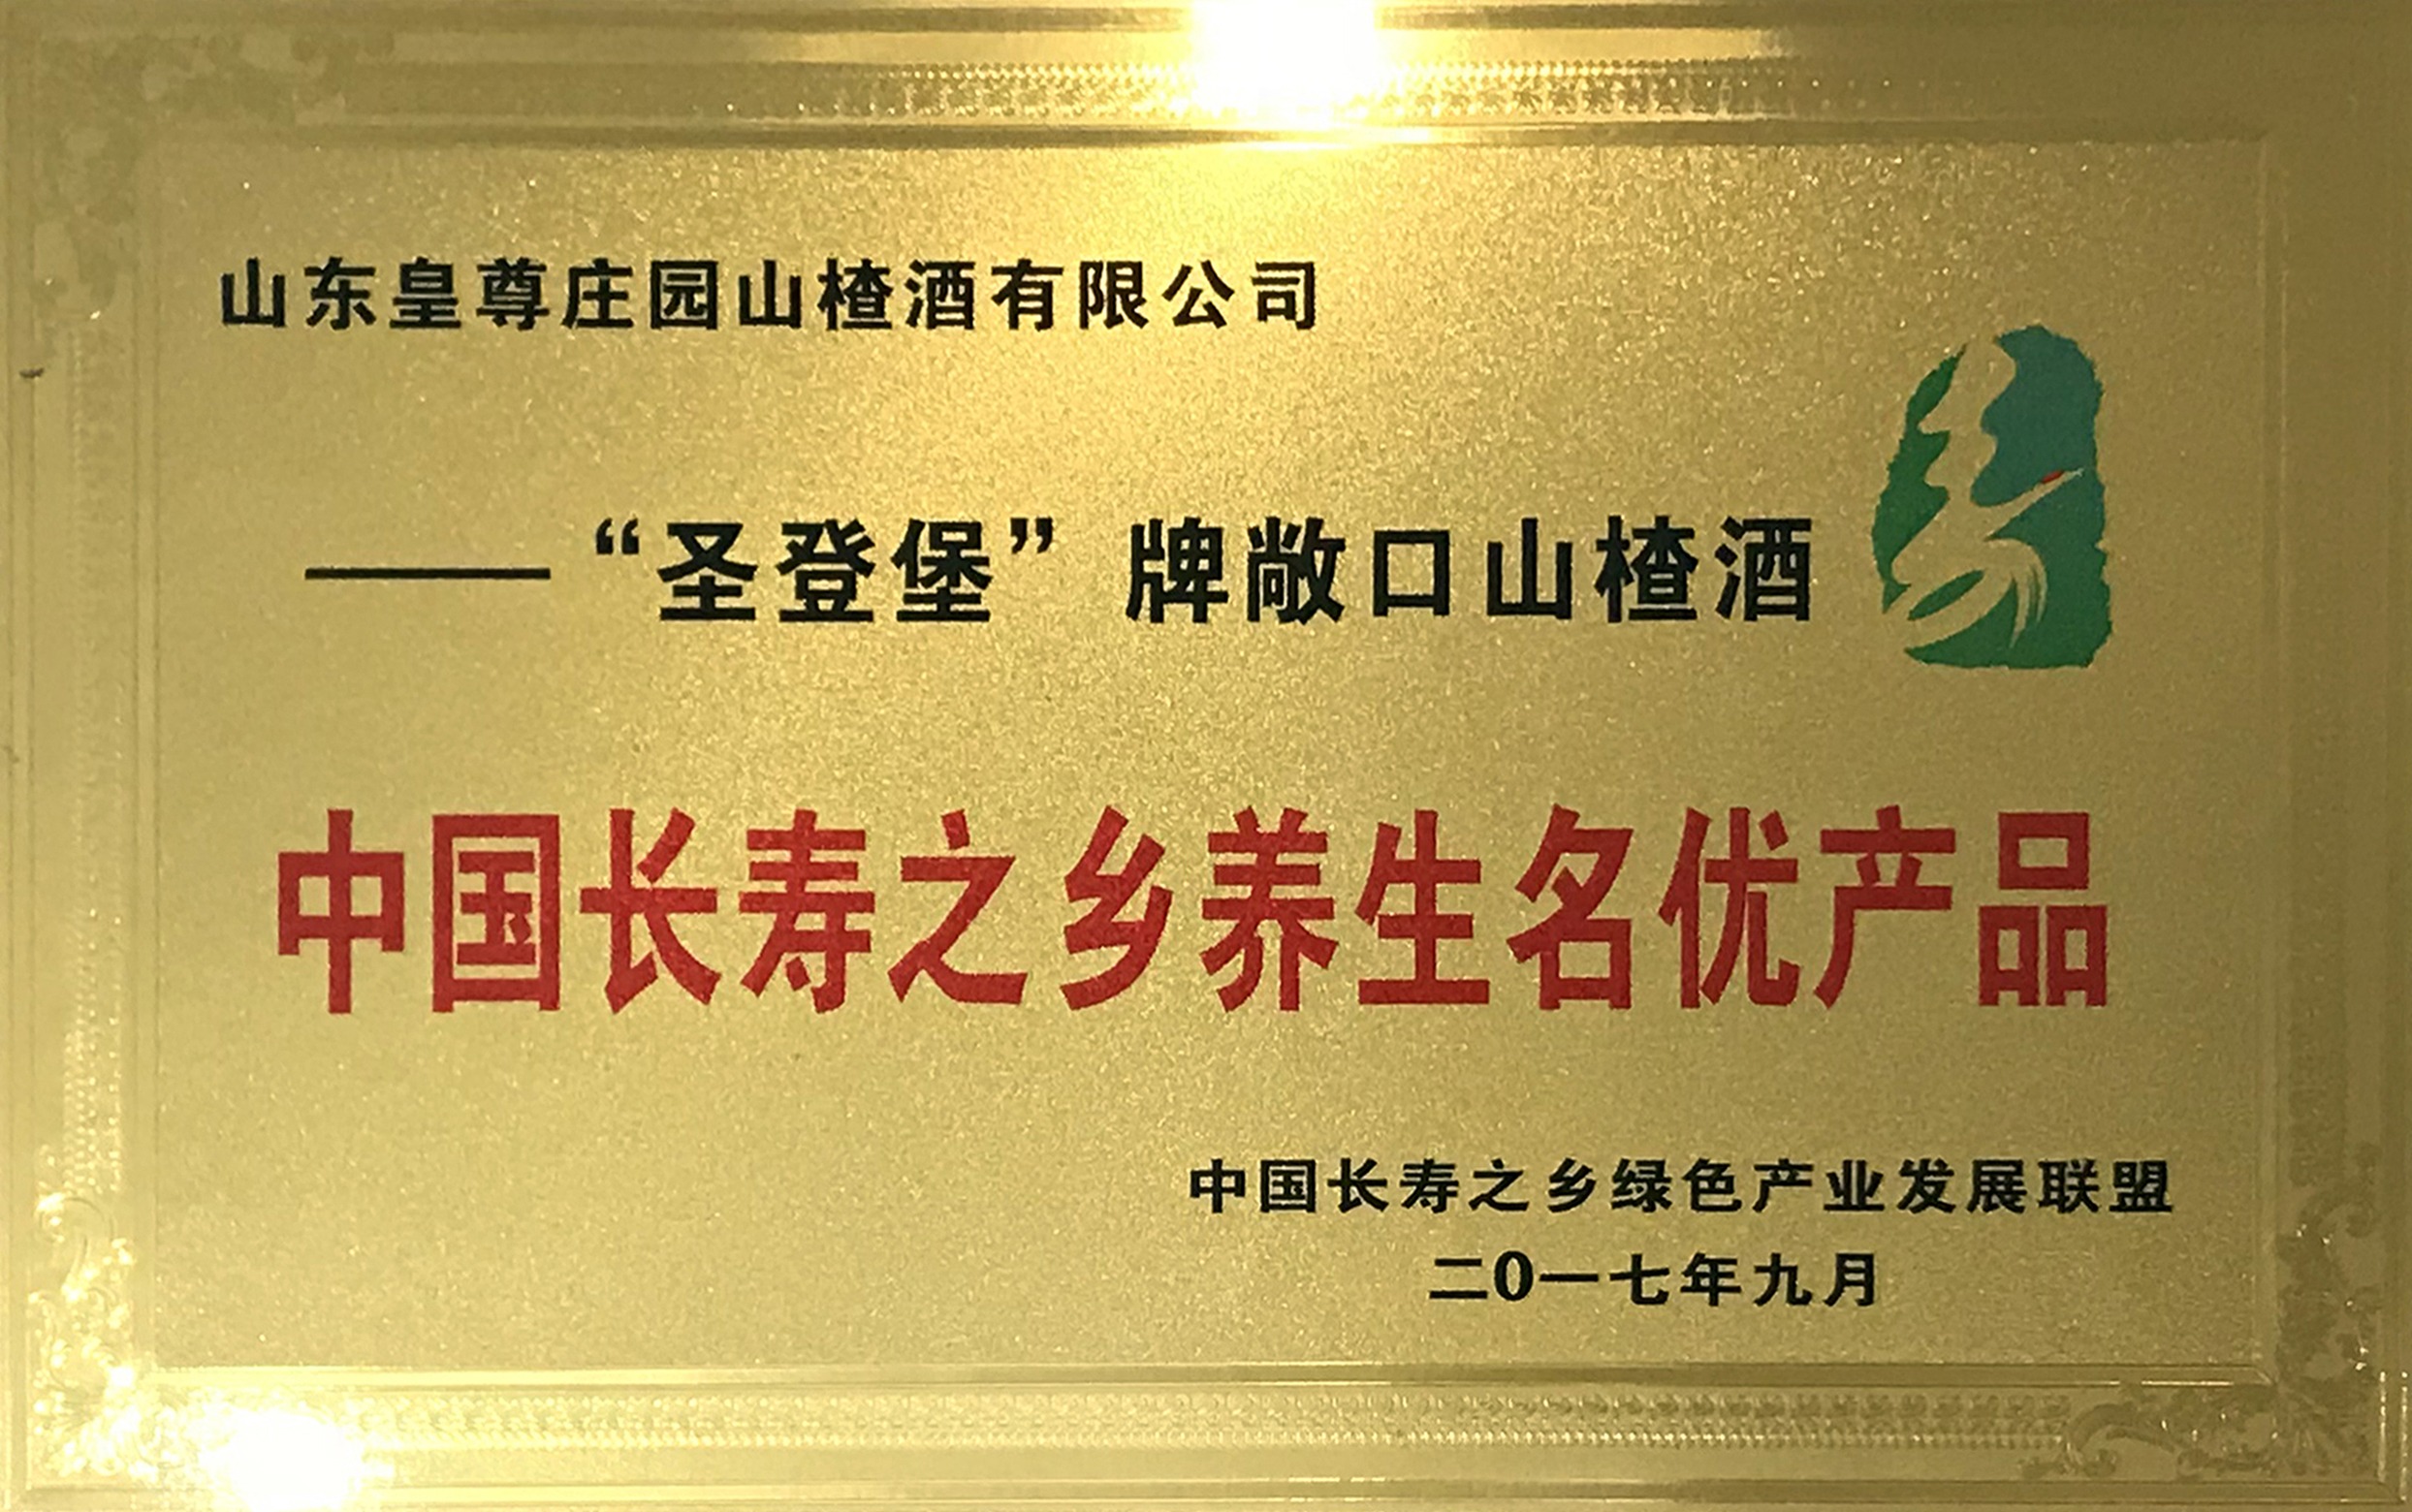 山东皇尊庄园山楂酒有限公司
——“圣登堡”牌敞口山楂酒
中国长寿之乡养生名优产品
中国长寿之乡绿色产业发展联盟
二0一七年九月